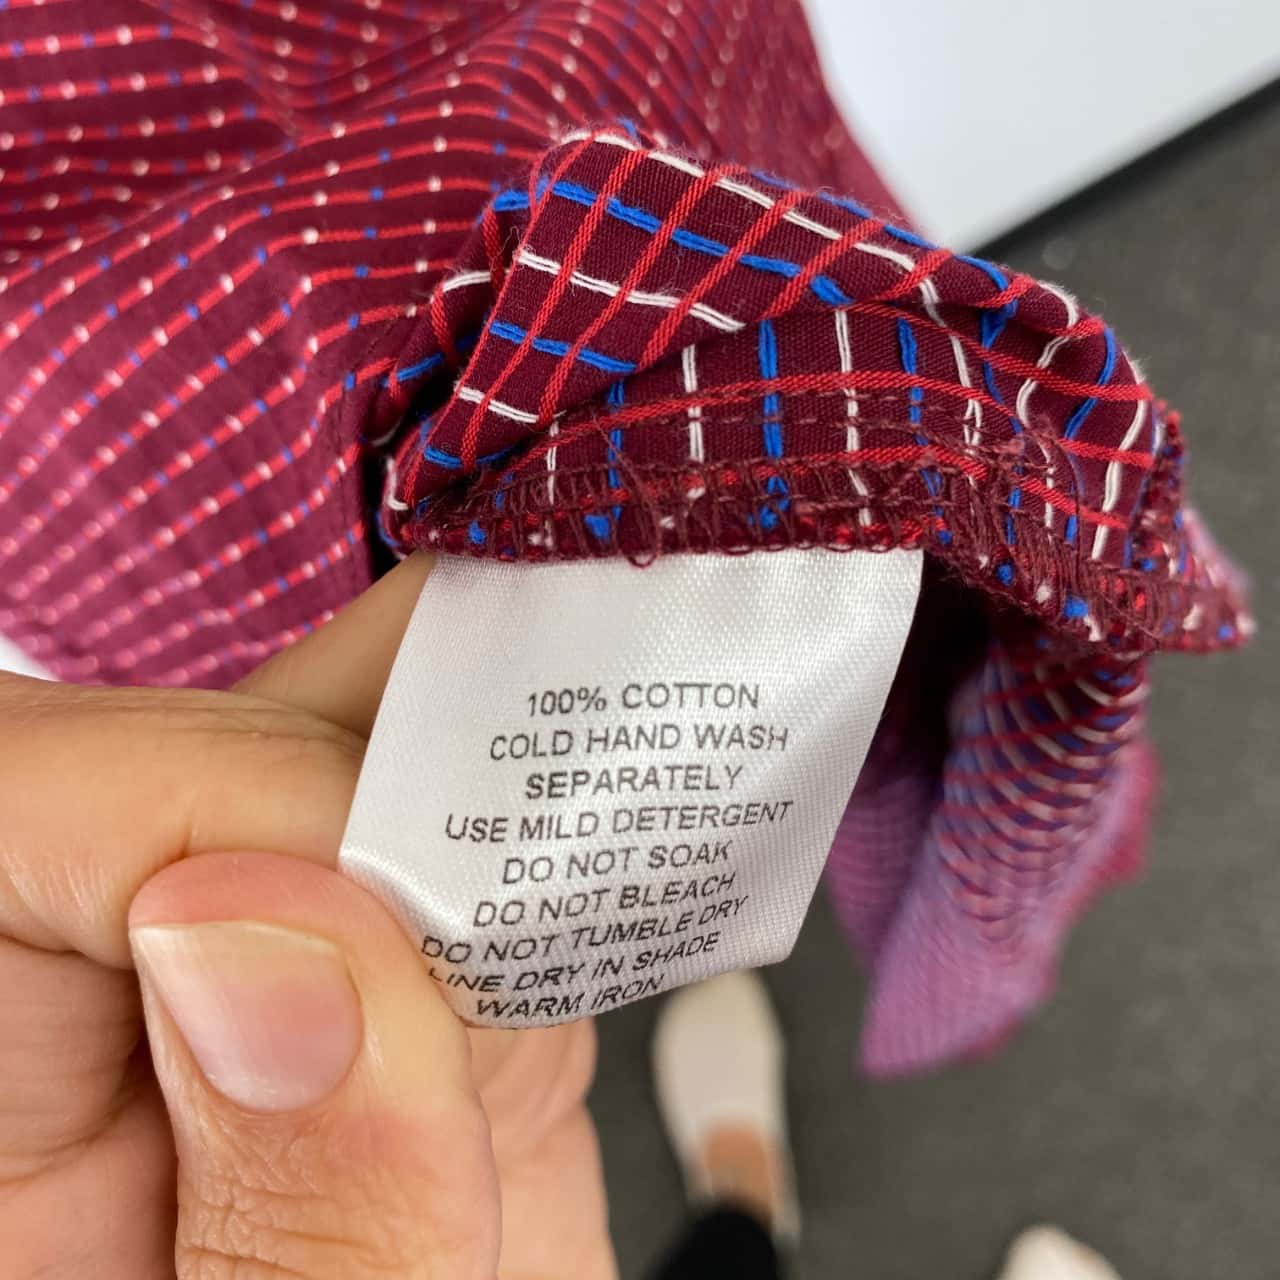 100% COTTON
COLD HAND WASH
SEPARATELY
USE MILD DETERGENT
DO NOT SOAK
DO NOT BLEACH
DO NOT TUMBLE DRY
LINE DRY IN SHADE
WARM IRON